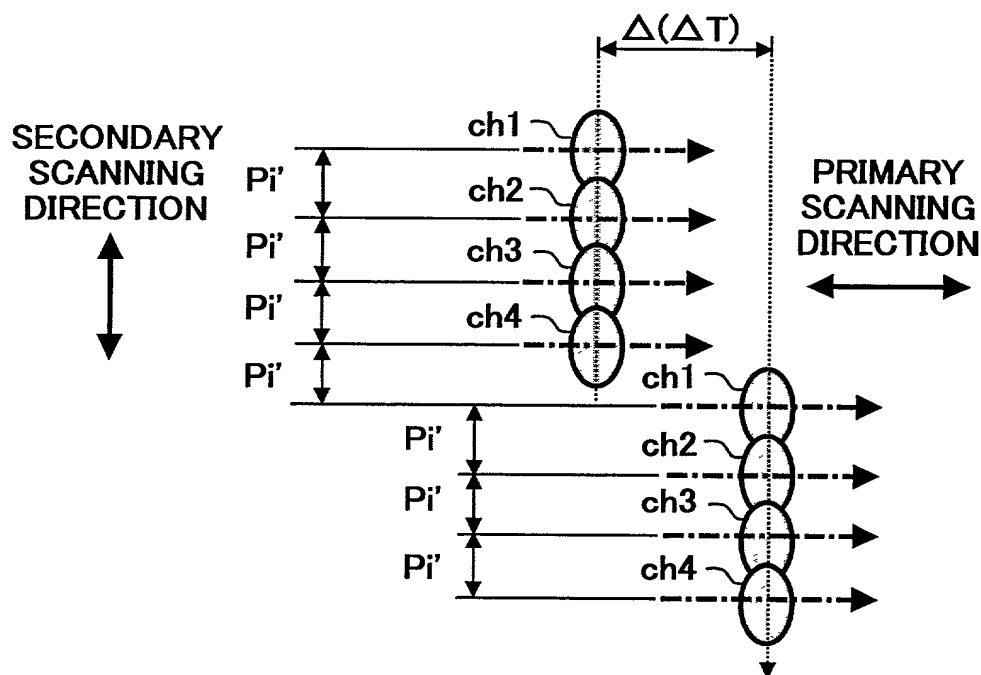 Δ(ΔT)
SECONDARY
SCANNING
DIRECTION
PRIMARY
SCANNING
DIRECTION
ch1
Pi'
ch2
Pi'
ch3
Pi'
ch4
Pi'
ch1
Pi'
ch2
Pi'
ch3
Pi'
ch4